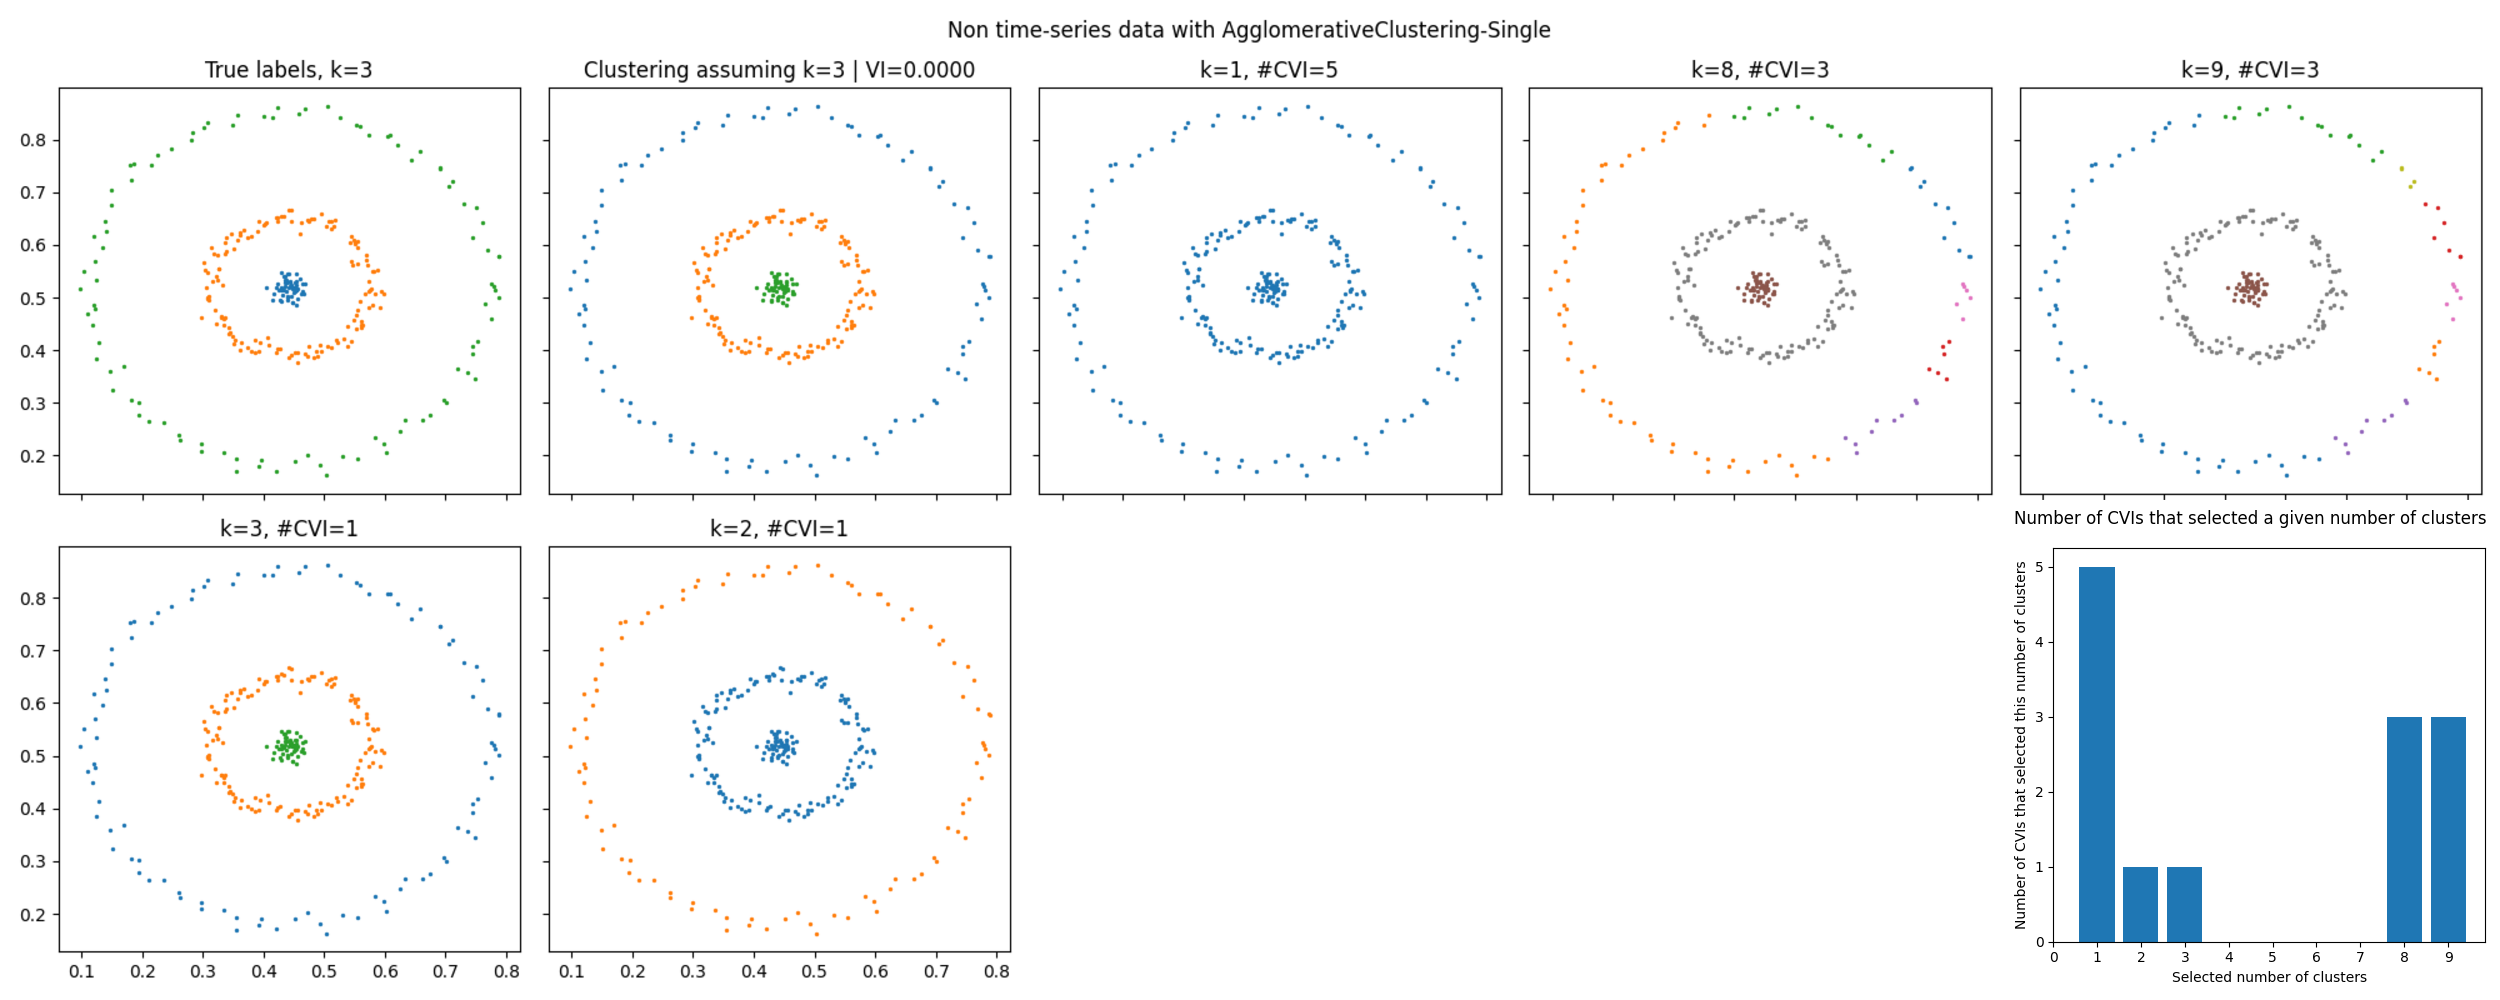 Non time-series data with AgglomerativeClustering-Single
True labels, k=3
Clustering assuming k=3 | VI=0.0000
k=1, #CVI=5
k=8, #CVI=3
k=9, #CVI=3
0.8
0.7
0.6
0.5
0.4
0.3
0.2
k=3, #CVI=1
k=2, #CVI=1
Number of CVIs that selected a given number of clusters
0.8
0.7
0.6
0.5
0.4
0.3
0.2
0.1 0.2 0.3 0.4 0.5 0.6 0.7 0.8
0.1 0.2 0.3 0.4 0.5 0.6 0.7 0.8
Number of CVIs that selected this number of clusters
5
4
3
2
1
0
0 1 2 3 4 5 6 7 8 9
Selected number of clusters